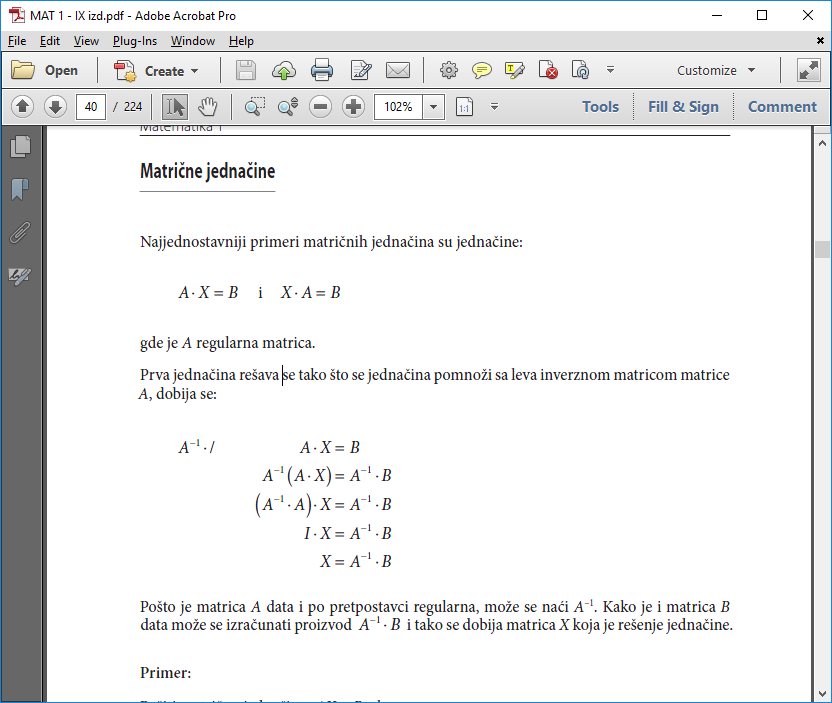 MAT 1 - IX izd.pdf - Adobe Acrobat Pro
File Edit View Plug-Ins Window Help
Open Create Customize
40 / 224 102% 1:1 Tools Fill & Sign Comment
Matematika 1
Matrične jednačine
Najjednostavniji primeri matričnih jednačina su jednačine:
A · X = B i X · A = B
gde je A regularna matrica.
Prva jednačina rešava se tako što se jednačina pomnoži sa leva inverznom matricom matrice
A, dobija se:
A⁻¹ · / A · X = B
A⁻¹(A · X) = A⁻¹ · B
(A⁻¹ · A) · X = A⁻¹ · B
I · X = A⁻¹ · B
X = A⁻¹ · B
Pošto je matrica A data i po pretpostavci regularna, može se naći A⁻¹. Kako je i matrica B
data može se izračunati proizvod A⁻¹ · B i tako se dobija matrica X koja je rešenje jednačine.
Primer: